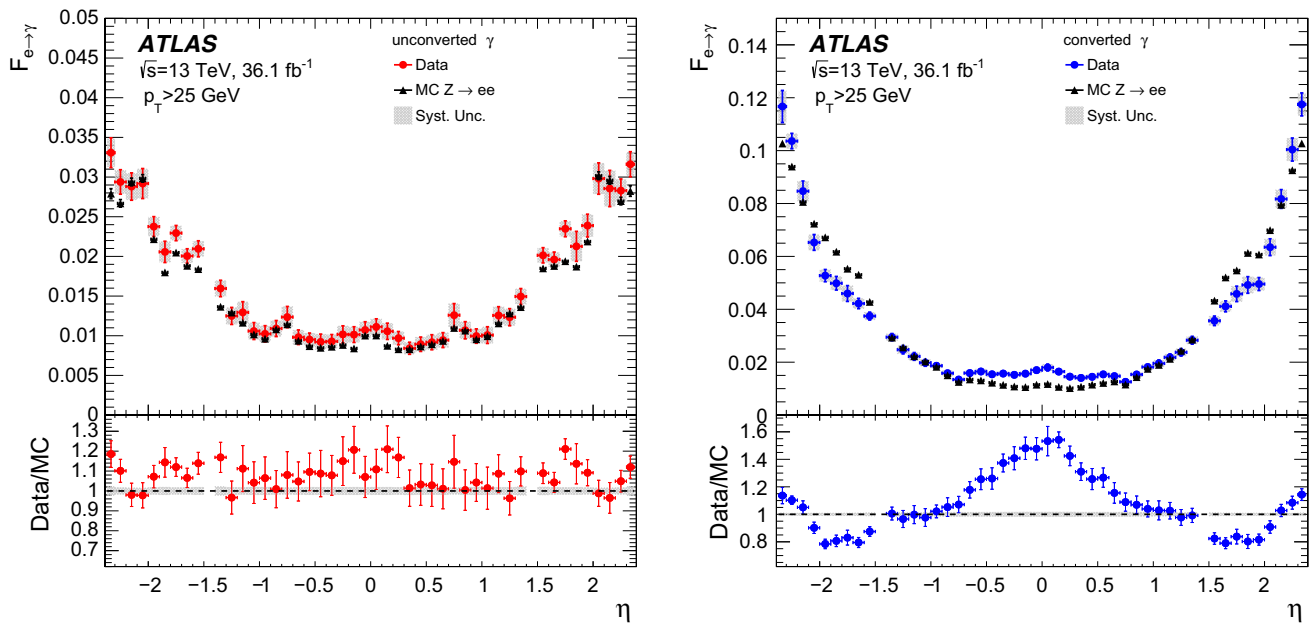 F e→γ
0.05
0.045
0.04
0.035
0.03
0.025
0.02
0.015
0.01
0.005
0
ATLAS
√s=13 TeV, 36.1 fb⁻¹
p_T>25 GeV
unconverted γ
Data
MC Z → ee
Syst. Unc.
Data/MC
1.3
1.2
1.1
1
0.9
0.8
0.7
−2 −1.5 −1 −0.5 0 0.5 1 1.5 2
η
F e→γ
0.14
0.12
0.1
0.08
0.06
0.04
0.02
0
ATLAS
√s=13 TeV, 36.1 fb⁻¹
p_T>25 GeV
converted γ
Data
MC Z → ee
Syst. Unc.
Data/MC
1.6
1.4
1.2
1
0.8
−2 −1.5 −1 −0.5 0 0.5 1 1.5 2
η